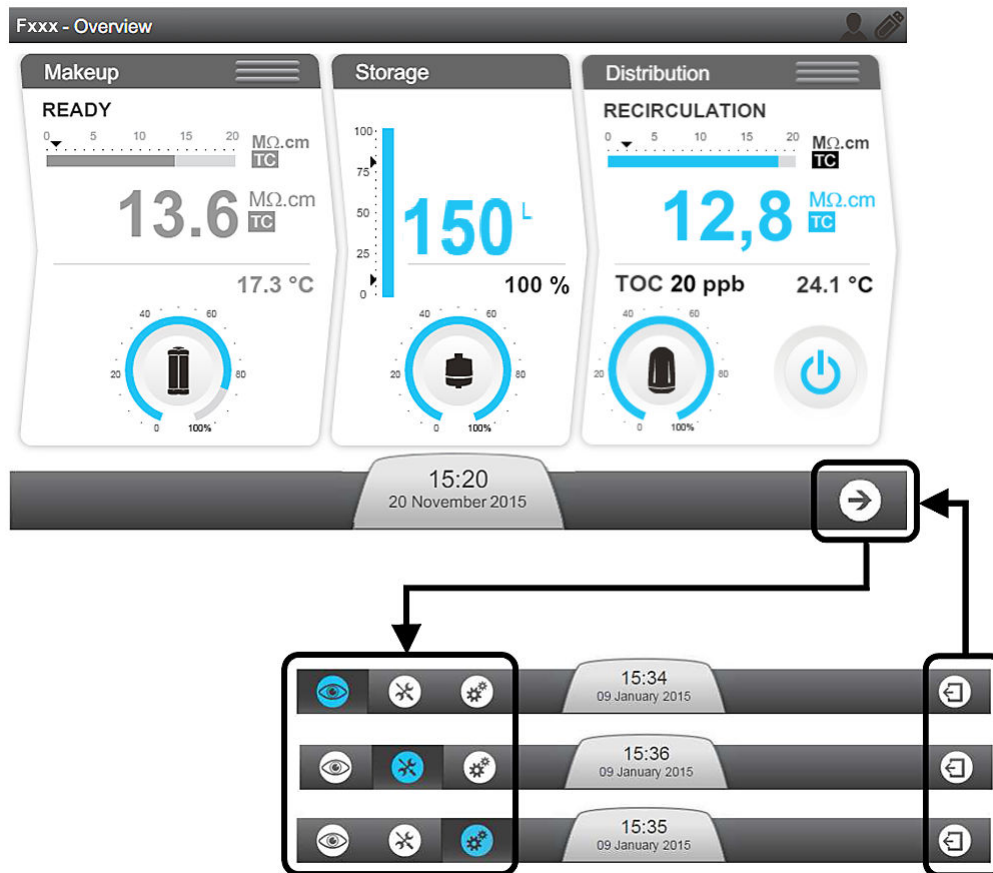 Fxxx - Overview
Makeup
READY
0 5 10 15 20 MΩ.cm
TC
13.6 MΩ.cm
TC
17.3 °C
40 60
20 80
0 100%
Storage
100
75
50
25
0
150 L
100 %
40 60
20 80
0 100%
Distribution
RECIRCULATION
0 5 10 15 20 MΩ.cm
TC
12,8 MΩ.cm
TC
TOC 20 ppb 24.1 °C
40 60
20 80
0 100%
15:20
20 November 2015
15:34
09 January 2015
15:36
09 January 2015
15:35
09 January 2015